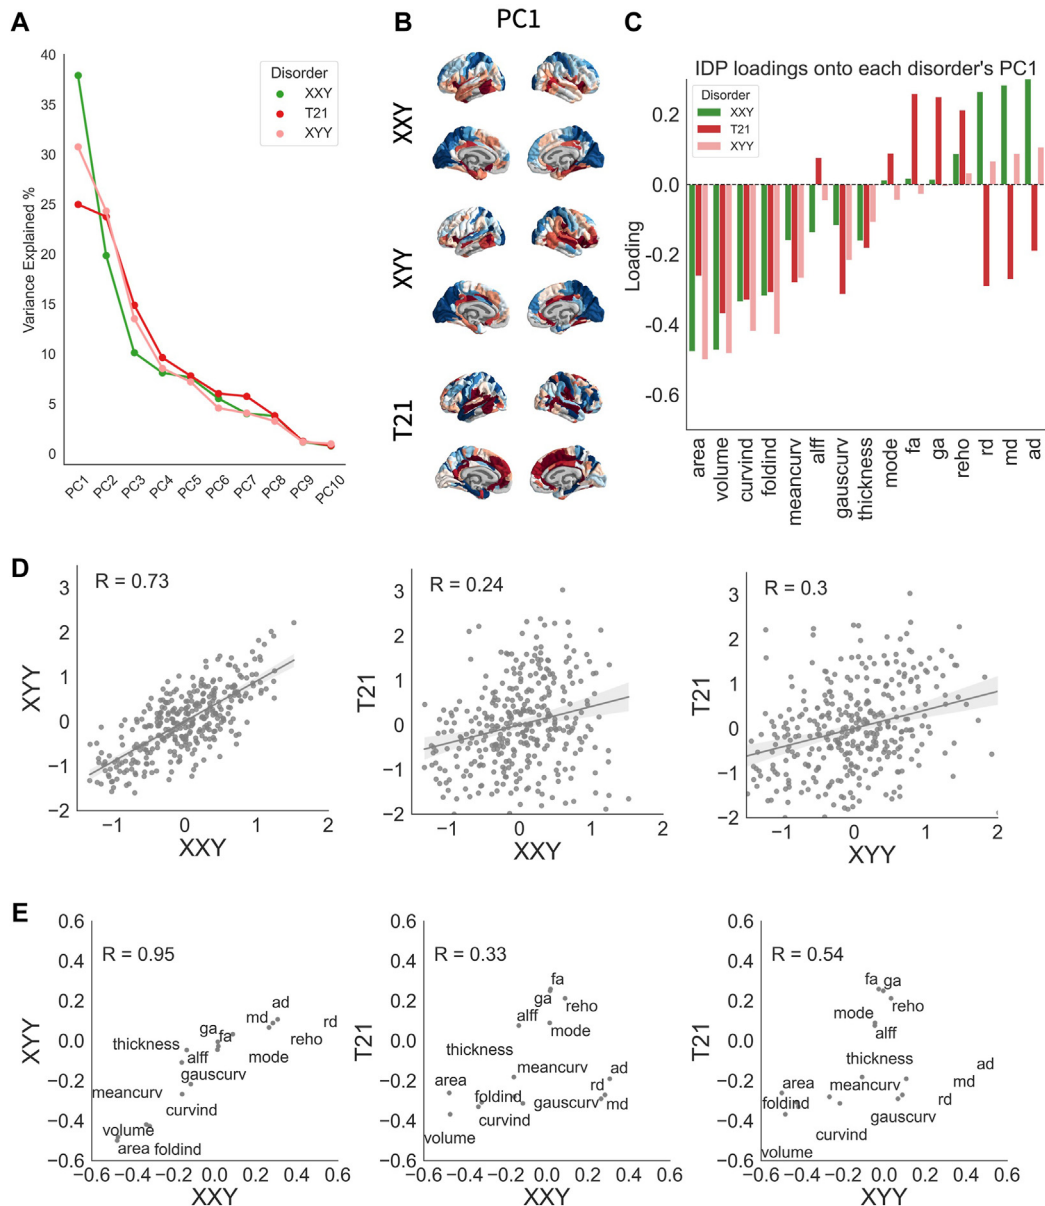 A
B
PC1
C
40
35
30
25
20
15
10
5
0
Variance Explained %
Disorder
XXY
T21
XYY
PC1
PC2
PC3
PC4
PC5
PC6
PC7
PC8
PC9
PC10
XXY
XYY
T21
IDP loadings onto each disorder's PC1
Disorder
XXY
T21
XYY
0.2
0.0
-0.2
-0.4
-0.6
Loading
area
volume
curvind
foldind
meancurv
alff
gauscurv
thickness
mode
fa
ga
reho
rd
md
ad
D
R = 0.73
3
2
1
0
−1
−2
XYY
−1 0 1 2
XXY
R = 0.24
3
2
1
0
−1
−2
T21
−1 0 1 2
XXY
R = 0.3
3
2
1
0
−1
−2
T21
−1 0 1 2
XYY
E
R = 0.95
0.6
0.4
0.2
0.0
−0.2
−0.4
−0.6
XYY
ad
md
rd
ga
fa
reho
thickness
alff
mode
gauscurv
meancurv
curvind
volume
area foldind
−0.6 −0.4 −0.2 0.0 0.2 0.4 0.6
XXY
R = 0.33
0.6
0.4
0.2
0.0
−0.2
−0.4
−0.6
T21
fa
ga
reho
alff
mode
thickness
meancurv
ad
area
rd
foldind
gauscurv
md
curvind
volume
−0.6 −0.4 −0.2 0.0 0.2 0.4 0.6
XXY
R = 0.54
0.6
0.4
0.2
0.0
−0.2
−0.4
−0.6
T21
fa
ga
reho
mode
alff
thickness
ad
area
meancurv
md
foldind
rd
gauscurv
curvind
volume
−0.6 −0.4 −0.2 0.0 0.2 0.4 0.6
XYY